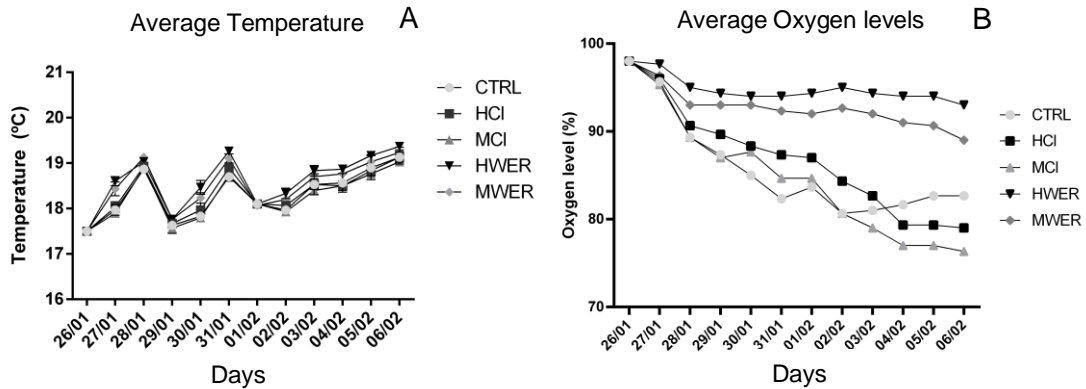 Average Temperature
A
21
20
19
18
17
16
Temperature (ºC)
26/01
27/01
28/01
29/01
30/01
31/01
01/02
02/02
03/02
04/02
05/02
06/02
Days
CTRL
HCI
MCI
HWER
MWER
Average Oxygen levels
B
100
90
80
70
Oxygen level (%)
26/01
27/01
28/01
29/01
30/01
31/01
01/02
02/02
03/02
04/02
05/02
06/02
Days
CTRL
HCI
MCI
HWER
MWER